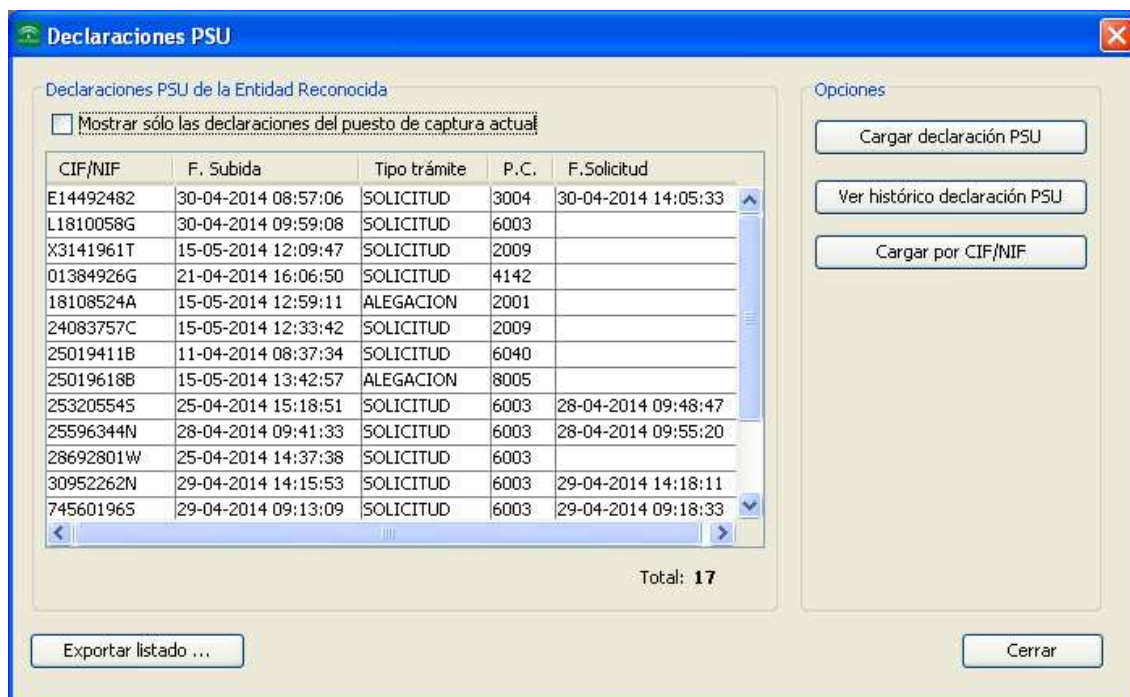 Declaraciones PSU
Declaraciones PSU de la Entidad Reconocida
Mostrar sólo las declaraciones del puesto de captura actual
CIF/NIF F. Subida Tipo trámite P.C. F.Solicitud
E14492482 30-04-2014 08:57:06 SOLICITUD 3004 30-04-2014 14:05:33
L1810058G 30-04-2014 09:59:08 SOLICITUD 6003
X3141961T 15-05-2014 12:09:47 SOLICITUD 2009
01384926G 21-04-2014 16:06:50 SOLICITUD 4142
18108524A 15-05-2014 12:59:11 ALEGACION 2001
24083757C 15-05-2014 12:33:42 SOLICITUD 2009
25019411B 11-04-2014 08:37:34 SOLICITUD 6040
25019618B 15-05-2014 13:42:57 ALEGACION 8005
25320554S 25-04-2014 15:18:51 SOLICITUD 6003 28-04-2014 09:48:47
25596344N 28-04-2014 09:41:33 SOLICITUD 6003 28-04-2014 09:55:20
28692801W 25-04-2014 14:37:38 SOLICITUD 6003
30952262N 29-04-2014 14:15:53 SOLICITUD 6003 29-04-2014 14:18:11
74560196S 29-04-2014 09:13:09 SOLICITUD 6003 29-04-2014 09:18:33
Total: 17
Opciones
Cargar declaración PSU
Ver histórico declaración PSU
Cargar por CIF/NIF
Exportar listado ...
Cerrar